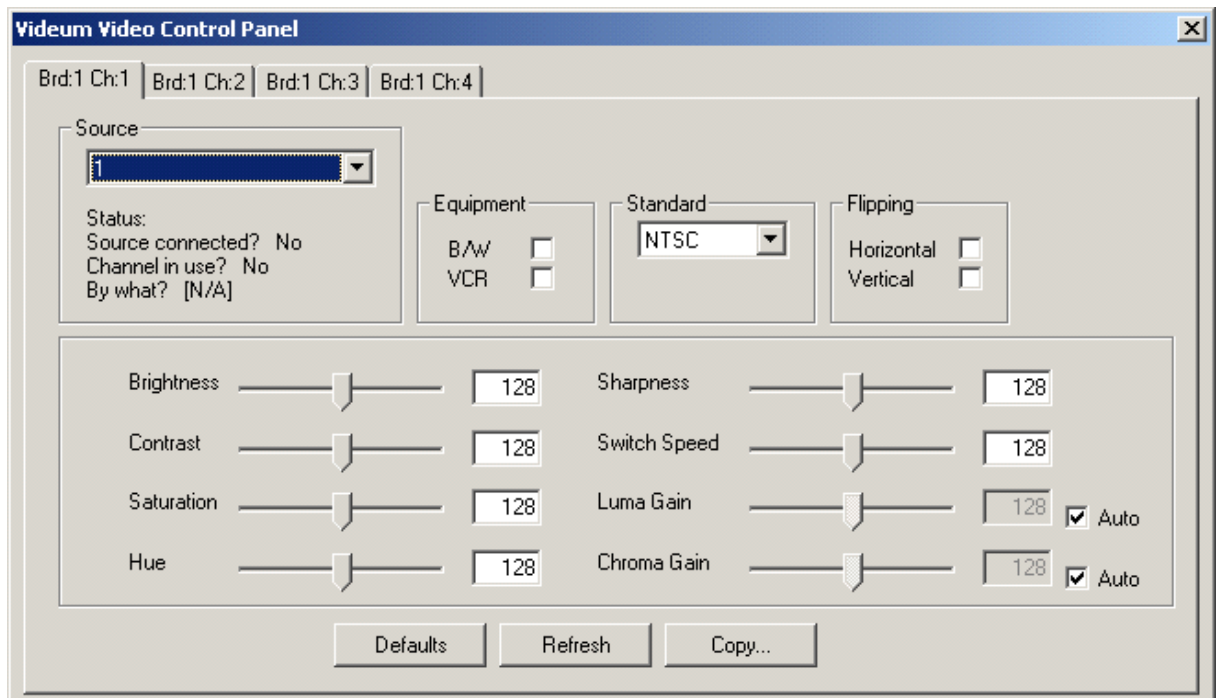 Videum Video Control Panel
Brd:1 Ch:1 Brd:1 Ch:2 Brd:1 Ch:3 Brd:1 Ch:4
Source
1
Status:
Source connected? No
Channel in use? No
By what? [N/A]
Equipment
B/W
VCR
Standard
NTSC
Flipping
Horizontal
Vertical
Brightness 128
Contrast 128
Saturation 128
Hue 128
Sharpness 128
Switch Speed 128
Luma Gain 128 Auto
Chroma Gain 128 Auto
Defaults Refresh Copy...